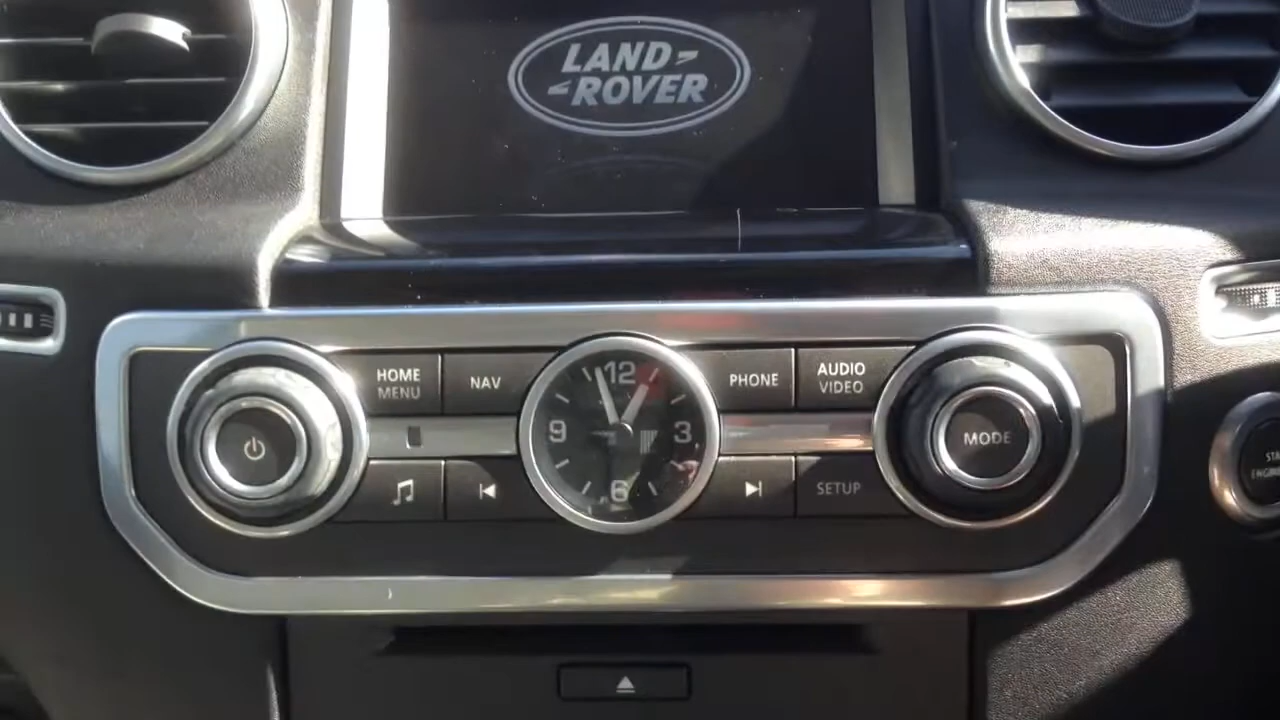 LAND
ROVER
HOME
MENU
NAV
12
3
6
9
PHONE
AUDIO
VIDEO
MODE
SETUP